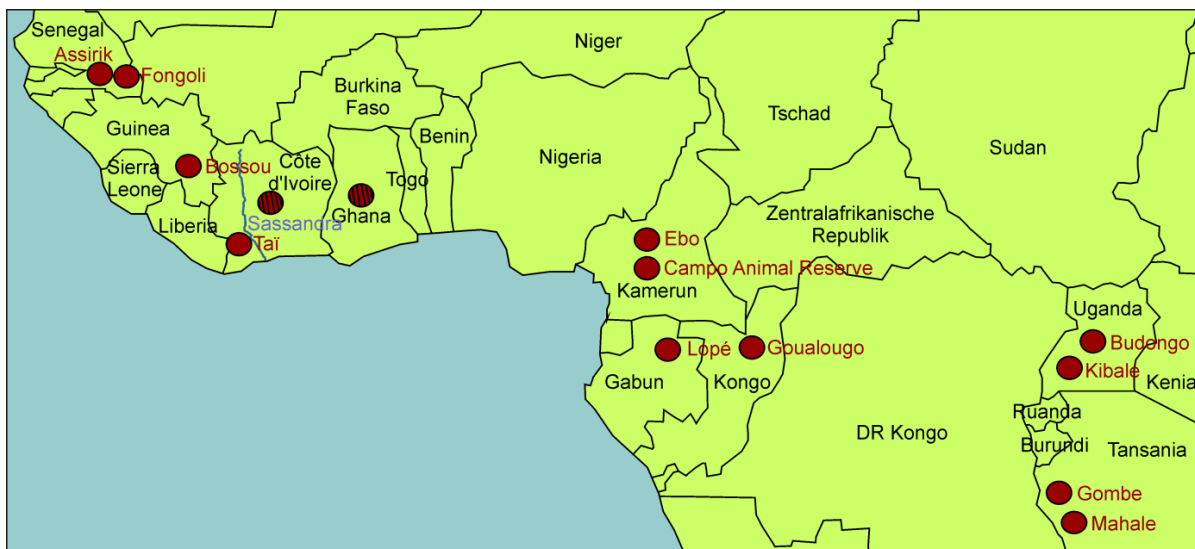 Senegal
Assirik
Fongoli
Guinea
Bossou
Sierra
Leone
Liberia
Côte
d'Ivoire
Sassandra
Taï
Burkina
Faso
Ghana
Togo
Benin
Niger
Nigeria
Tschad
Sudan
Zentralafrikanische
Republik
Ebo
Campo Animal Reserve
Kamerun
Lopé
Goualougo
Gabun
Kongo
DR Kongo
Uganda
Budongo
Kibale
Kenia
Ruanda
Burundi
Tansania
Gombe
Mahale